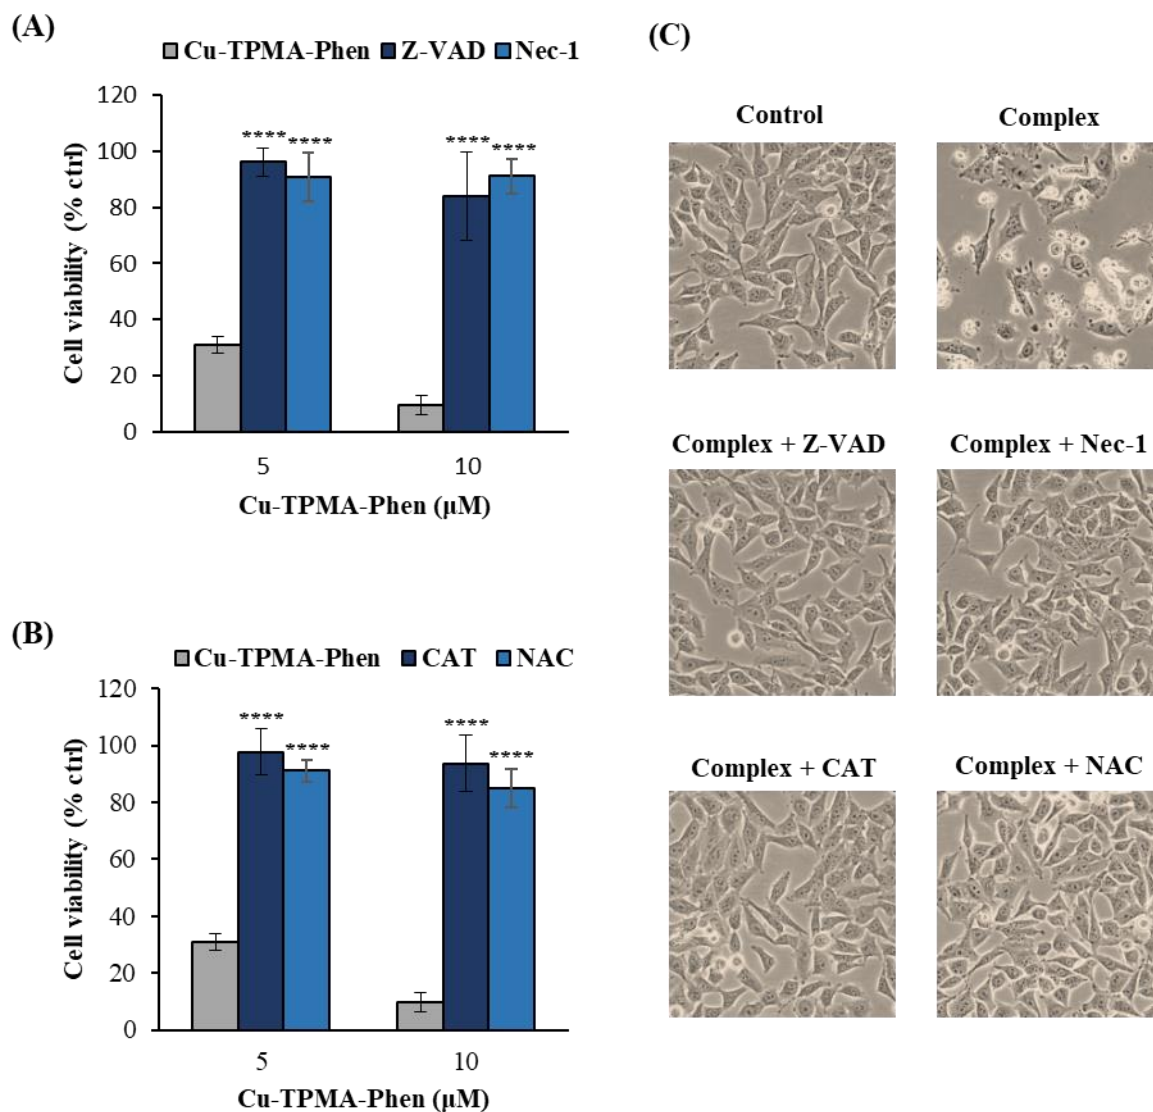 (A)
Cu-TPMA-Phen Z-VAD Nec-1
120
100
80
60
40
20
0
Cell viability (% ctrl)
**** ****
**** ****
5 10
Cu-TPMA-Phen (µM)
(B)
Cu-TPMA-Phen CAT NAC
120
100
80
60
40
20
0
Cell viability (% ctrl)
**** ****
**** ****
5 10
Cu-TPMA-Phen (µM)
(C)
Control Complex
Complex + Z-VAD Complex + Nec-1
Complex + CAT Complex + NAC